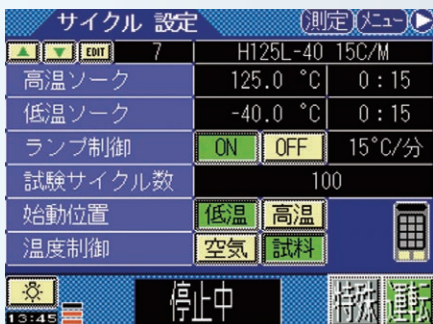 サイクル 設定 測定 メニュー
EDIT 7 H125L-40 15C/M
高温ソーク 125.0 °C 0:15
低温ソーク -40.0 °C 0:15
ランプ制御 ON OFF 15°C/分
試験サイクル数 100
始動位置 低温 高温
温度制御 空気 試料
13:45 停止中 特殊 運転